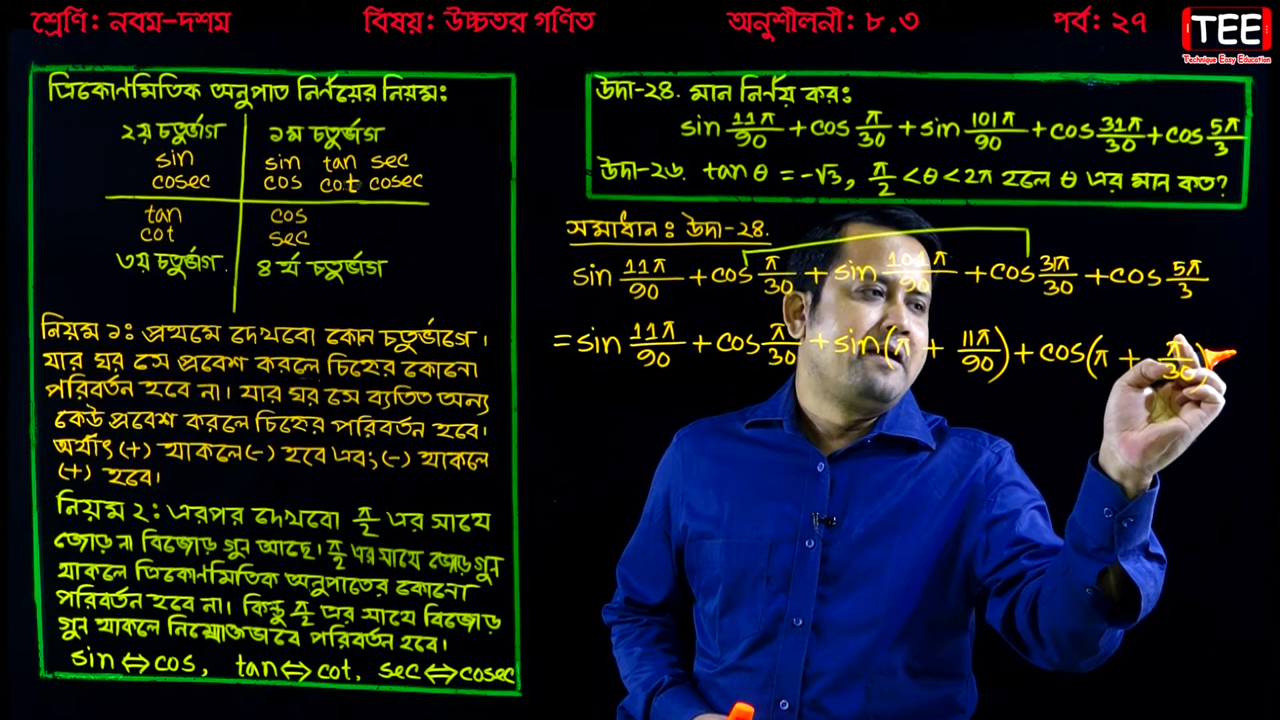 শ্রেণি: নবম-দশম বিষয়: উচ্চতর গণিত অনুশীলনী: ৮.৩ পর্ব: ২৭
TEE
Technique Easy Education
ত্রিকোণমিতিক অনুপাত নির্ণয়ের নিয়ম:
২য় চতুর্ভাগ ১ম চতুর্ভাগ
sin sin tan sec
cosec cos cot cosec
tan cos
cot sec
৩য় চতুর্ভাগ. ৪র্থ চতুর্ভাগ
নিয়ম ১: প্রথমে দেখবো কোন চতুর্ভাগে।
যার ঘর সে প্রবেশ করলে চিহ্নের কোনো
পরিবর্তন হবে না। যার ঘর সে ব্যতিত অন্য
কেউ প্রবেশ করলে চিহ্নের পরিবর্তন হবে।
অর্থাৎ (+) থাকলে (-) হবে এবং (-) থাকলে
(+) হবে।
নিয়ম ২: এরপর দেখবো π/2 এর সাথে
জোড় না বিজোড় গুন আছে। π/2 এর সাথে জোড় গুন
থাকলে ত্রিকোণমিতিক অনুপাতের কোনো
পরিবর্তন হবে না। কিন্তু π/2 এর সাথে বিজোড়
গুন থাকলে নিম্নোক্তভাবে পরিবর্তন হবে।
sin⇔cos, tan⇔cot, sec⇔cosec
উদা-২৪. মান নির্ণয় কর:
sin 11π/90 + cos π/30 + sin 101π/90 + cos 31π/30 + cos 5π/3
উদা-২৬. tan θ = -√3, π/2 < θ < 2π হলে θ এর মান কত?
সমাধান: উদা-২৪.
sin 11π/90 + cos π/30 + sin 101π/90 + cos 31π/30 + cos 5π/3
= sin 11π/90 + cos π/30 + sin(π + 11π/90) + cos(π + π/30)